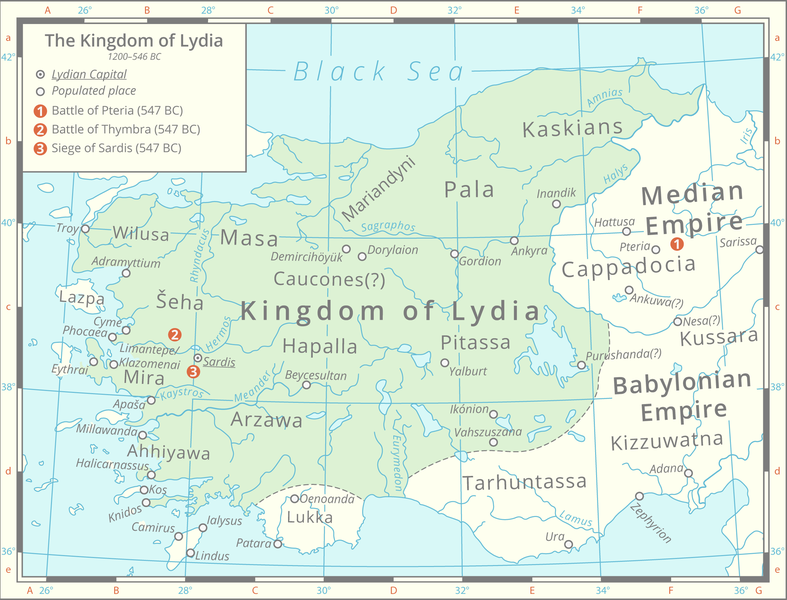 A 26° B 28° C 30° D 32° E 34° F 36° G
a
42°
b
40°
c
38°
d
36°
e
a
b
c
d
e
The Kingdom of Lydia
1200–546 BC
Lydian Capital
Populated place
1 Battle of Pteria (547 BC)
2 Battle of Thymbra (547 BC)
3 Siege of Sardis (547 BC)
Black Sea
Amnias
Kaskians
Iris
Halys
Mariandyni
Pala
Inandik
Median
Empire
Hattusa
Pteria
1
Sarissa
Troy
Wilusa
Masa
Sagraphos
Rhyndacus
Demircihöyük
Dorylaion
Gordion
Ankyra
Adramyttium
Caucones(?)
Cappadocia
Lazpa
Šeha
Kingdom of Lydia
Ankuwa(?)
Nesa(?)
Kussara
Cyme
Phocaea
2
Hermos
Limantepe/
Klazomenai
Sardis
3
Hapalla
Pitassa
Purushanda(?)
Eythrai
Mira
Yalburt
Beycesultan
Meander
Kaystros
Apaša
Babylonian
Empire
Ikónion
Arzawa
Millawanda
Vahszuszana
Kizzuwatna
Ahhiyawa
Eurymedon
Halicarnassus
Adana
Tarhuntassa
Kos
Oenoanda
Knidos
Lukka
Zephyrion
Ialysus
Camirus
Lamus
Patara
Ura
Lindus
A 26° B 28° C 30° D 32° E 34° F 36° G